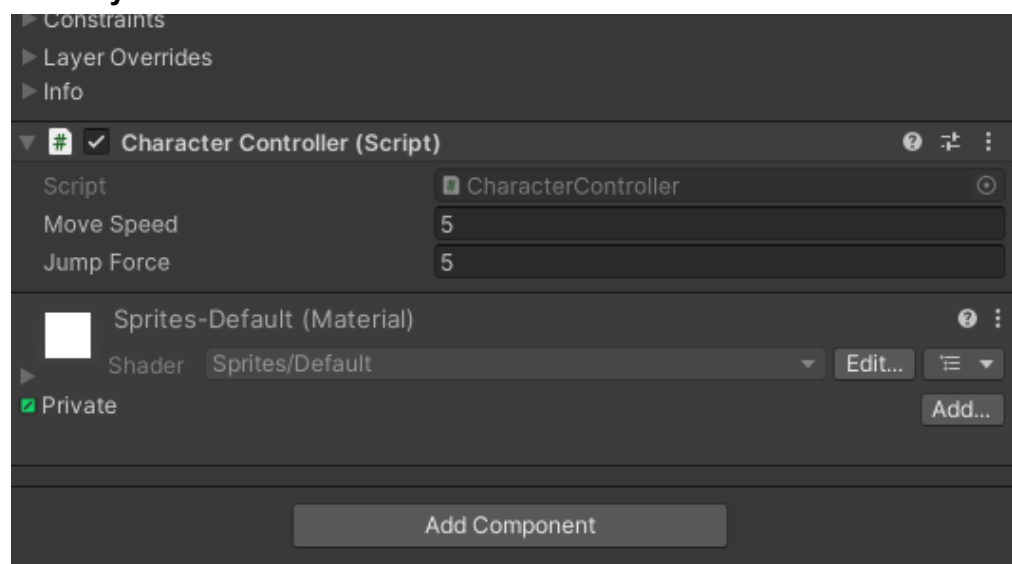 Constraints
Layer Overrides
Info
# Character Controller (Script)
Script # CharacterController
Move Speed 5
Jump Force 5
Sprites-Default (Material)
Shader Sprites/Default Edit...
Private Add...
Add Component